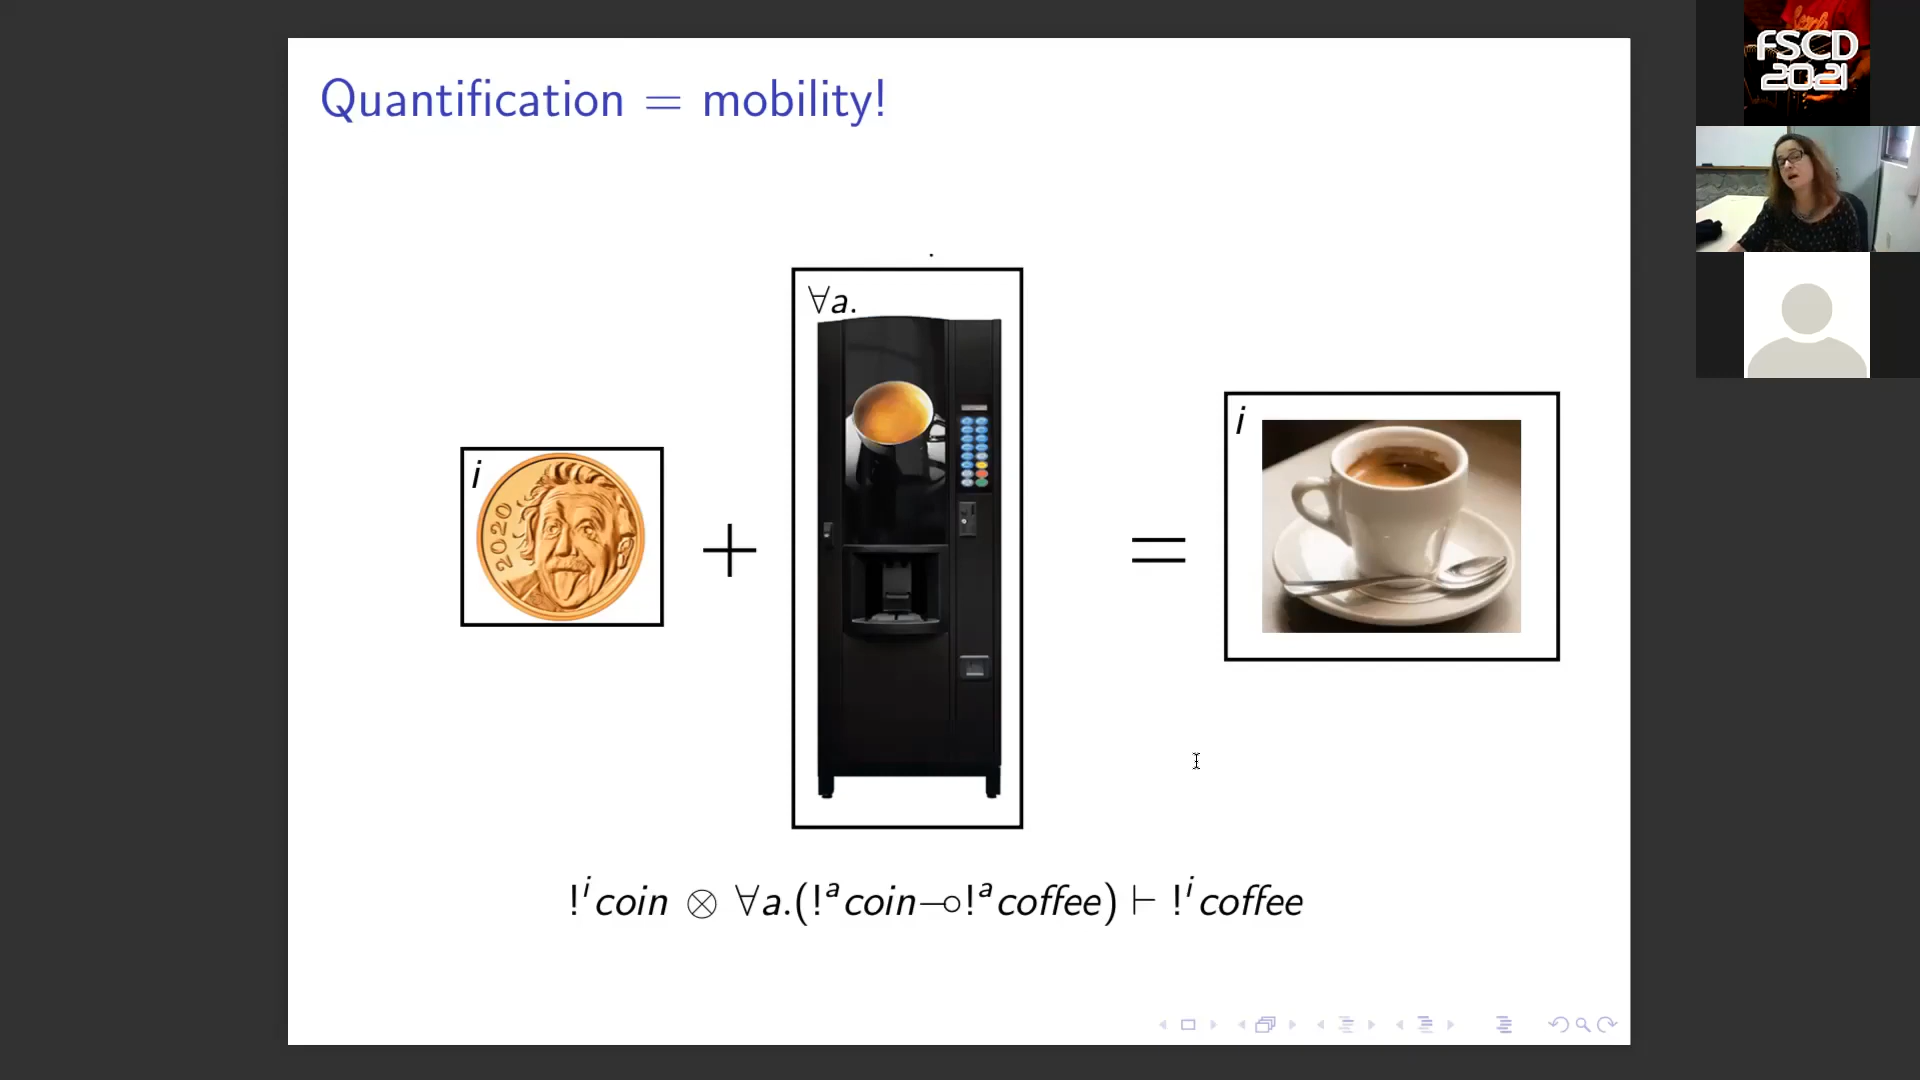 Quantification = mobility!
∀a.
i
2020
+
=
i
!ⁱcoin ⊗ ∀a.(!ᵃcoin⊸!ᵃcoffee) ⊢ !ⁱcoffee
FSCD
2021